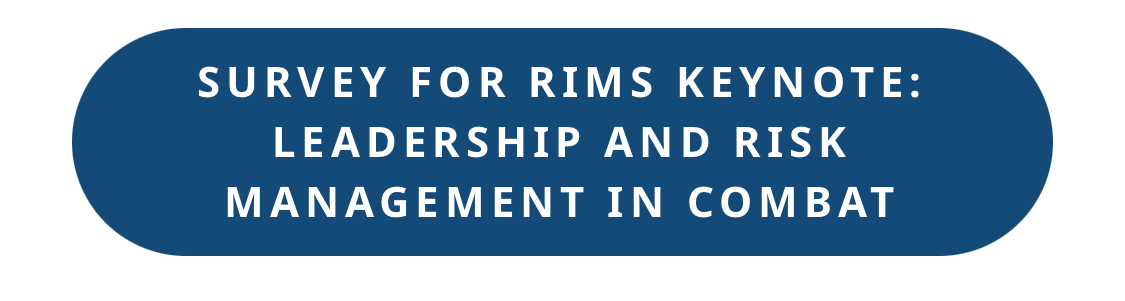 SURVEY FOR RIMS KEYNOTE:
LEADERSHIP AND RISK
MANAGEMENT IN COMBAT